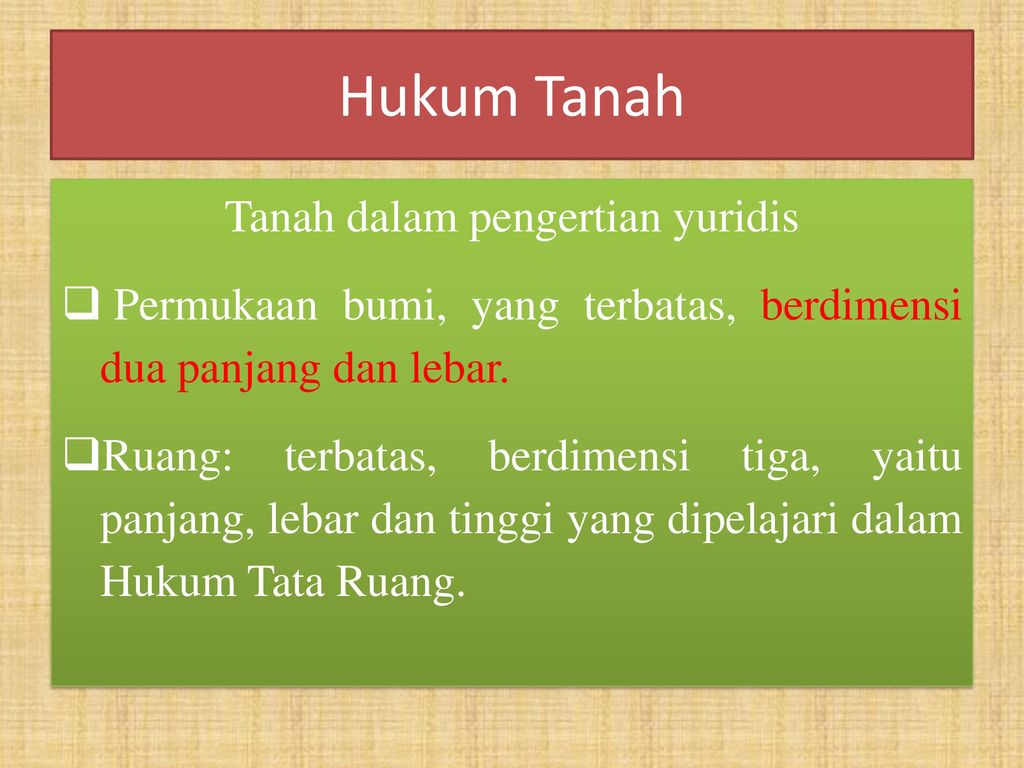 Hukum Tanah
Tanah dalam pengertian yuridis
❑ Permukaan bumi, yang terbatas, berdimensi
dua panjang dan lebar.
❑Ruang: terbatas, berdimensi tiga, yaitu
panjang, lebar dan tinggi yang dipelajari dalam
Hukum Tata Ruang.